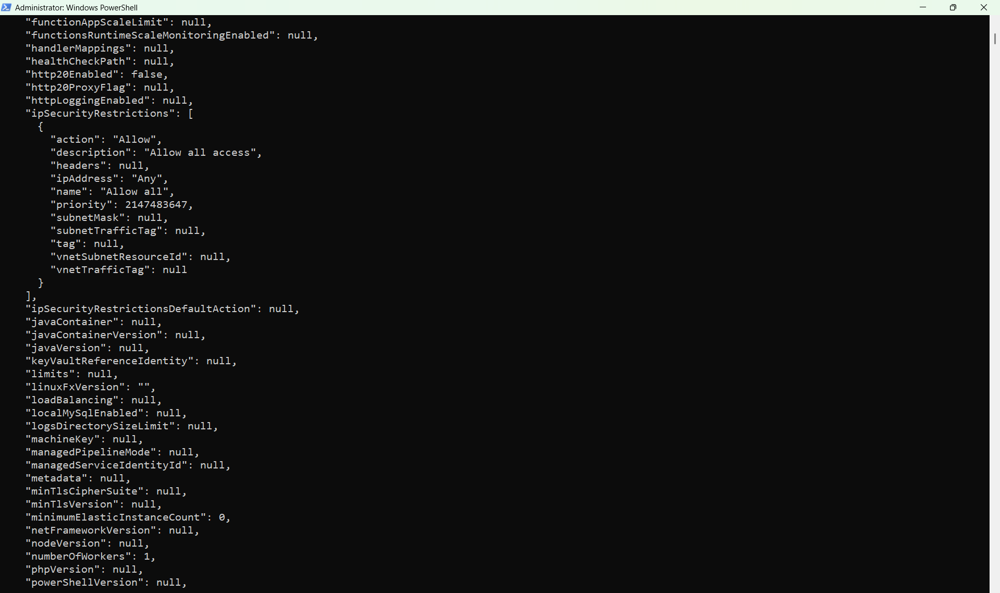 Administrator: Windows PowerShell
"functionAppScaleLimit": null,
"functionsRuntimeScaleMonitoringEnabled": null,
"handlerMappings": null,
"healthCheckPath": null,
"http20Enabled": false,
"http20ProxyFlag": null,
"httpLoggingEnabled": null,
"ipSecurityRestrictions": [
{
"action": "Allow",
"description": "Allow all access",
"headers": null,
"ipAddress": "Any",
"name": "Allow all",
"priority": 2147483647,
"subnetMask": null,
"subnetTrafficTag": null,
"tag": null,
"vnetSubnetResourceId": null,
"vnetTrafficTag": null
}
],
"ipSecurityRestrictionsDefaultAction": null,
"javaContainer": null,
"javaContainerVersion": null,
"javaVersion": null,
"keyVaultReferenceIdentity": null,
"limits": null,
"linuxFxVersion": "",
"loadBalancing": null,
"localMySqlEnabled": null,
"logsDirectorySizeLimit": null,
"machineKey": null,
"managedPipelineMode": null,
"managedServiceIdentityId": null,
"metadata": null,
"minTlsCipherSuite": null,
"minTlsVersion": null,
"minimumElasticInstanceCount": 0,
"netFrameworkVersion": null,
"nodeVersion": null,
"numberOfWorkers": 1,
"phpVersion": null,
"powerShellVersion": null,